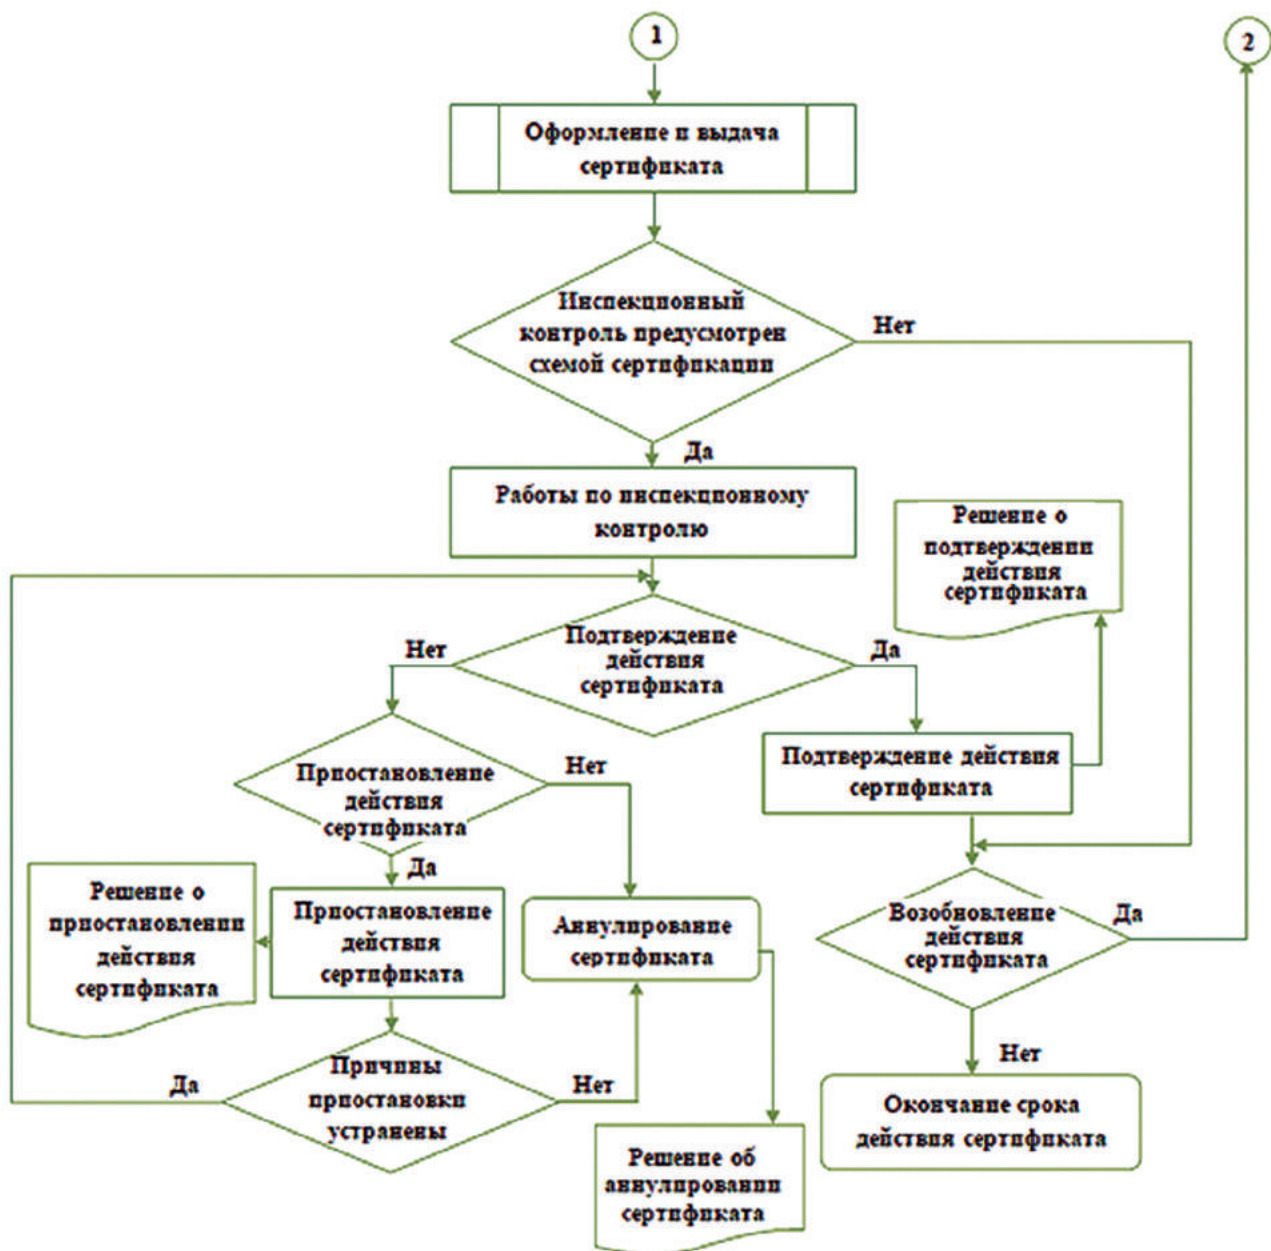 1
2
Оформление и выдача
сертификата
Инспекционный
контроль предусмотрен
схемой сертификации
Нет
Да
Работы по инспекционному
контролю
Решение о
подтверждении
действия
сертификата
Подтверждение
действия
сертификата
Нет
Да
Подтверждение действия
сертификата
Приостановление
действия
сертификата
Нет
Да
Решение о
приостановлении
действия
сертификата
Приостановление
действия
сертификата
Аннулирование
сертификата
Возобновление
действия
сертификата
Да
Нет
Причины
приостановки
устранены
Да
Нет
Окончание срока
действия сертификата
Решение об
аннулировании
сертификата